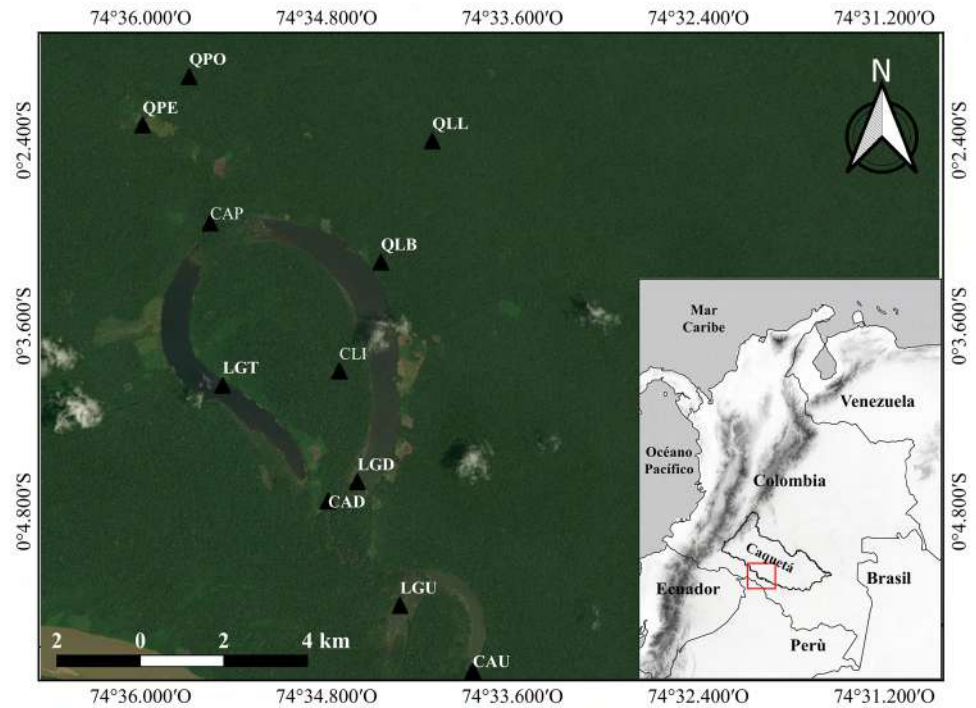 74°36.000'O 74°34.800'O 74°33.600'O 74°32.400'O 74°31.200'O
QPO
QPE
QLL
N
0°2.400'S
0°2.400'S
CAP
QLB
0°3.600'S
0°3.600'S
CLI
LGT
LGD
CAD
0°4.800'S
0°4.800'S
LGU
CAU
2 0 2 4 km
Mar
Caribe
Venezuela
Océano
Pacífico
Colombia
Caquetá
Ecuador
Brasil
Perù
74°36.000'O 74°34.800'O 74°33.600'O 74°32.400'O 74°31.200'O